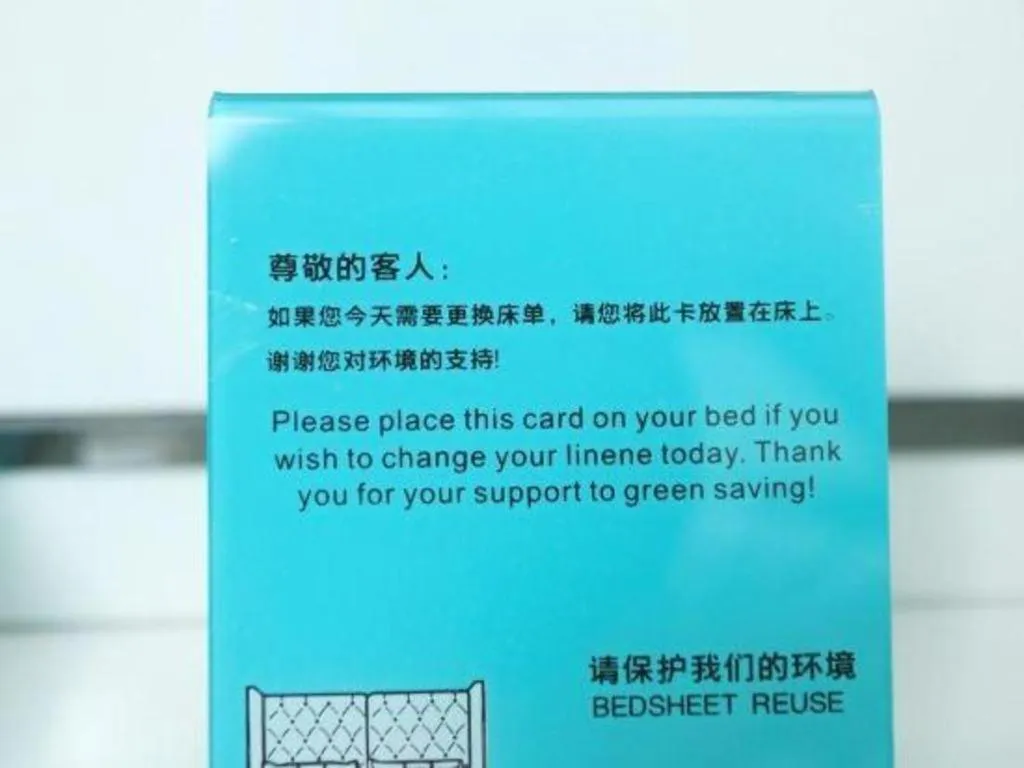 尊敬的客人：
如果您今天需要更换床单，请您将此卡放置在床上。
谢谢您对环境的支持!
Please place this card on your bed if you
wish to change your linene today. Thank
you for your support to green saving!
请保护我们的环境
BEDSHEET REUSE